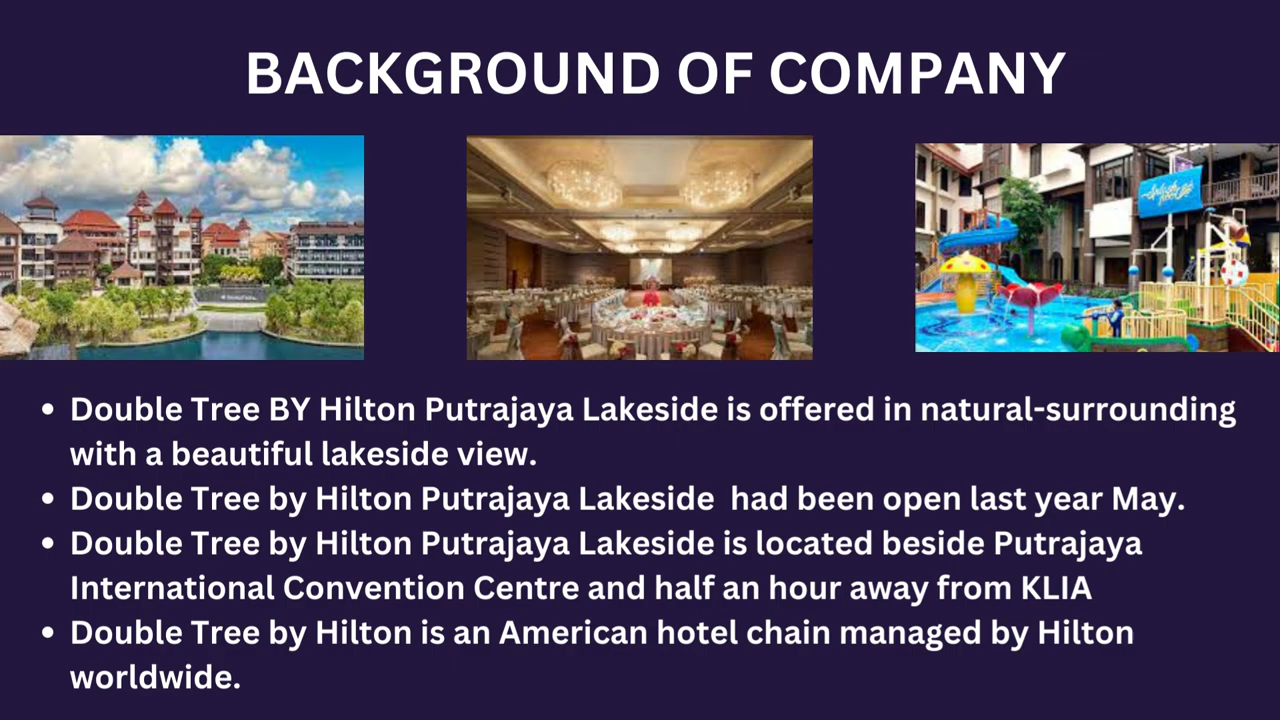 BACKGROUND OF COMPANY
• Double Tree BY Hilton Putrajaya Lakeside is offered in natural-surrounding
with a beautiful lakeside view.
• Double Tree by Hilton Putrajaya Lakeside  had been open last year May.
• Double Tree by Hilton Putrajaya Lakeside is located beside Putrajaya
International Convention Centre and half an hour away from KLIA
• Double Tree by Hilton is an American hotel chain managed by Hilton
worldwide.